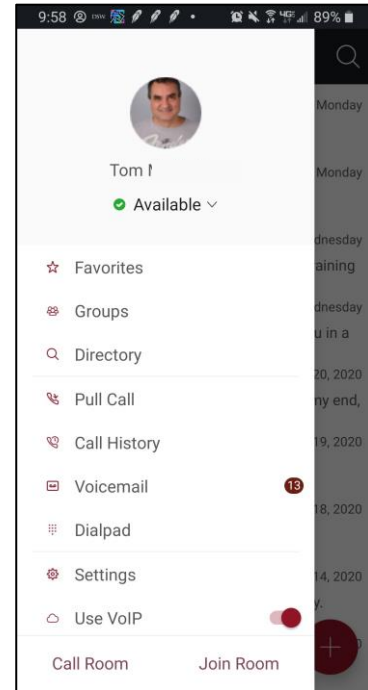 9:58 DSW 4GE 89%
Monday
Tom
Monday
Available
dnesday
Favorites
aining
dnesday
Groups
u in a
Directory
20, 2020
Pull Call
ny end,
Call History
19, 2020
Voicemail 13
18, 2020
Dialpad
Settings
14, 2020
y.
Use VoIP
Call Room Join Room